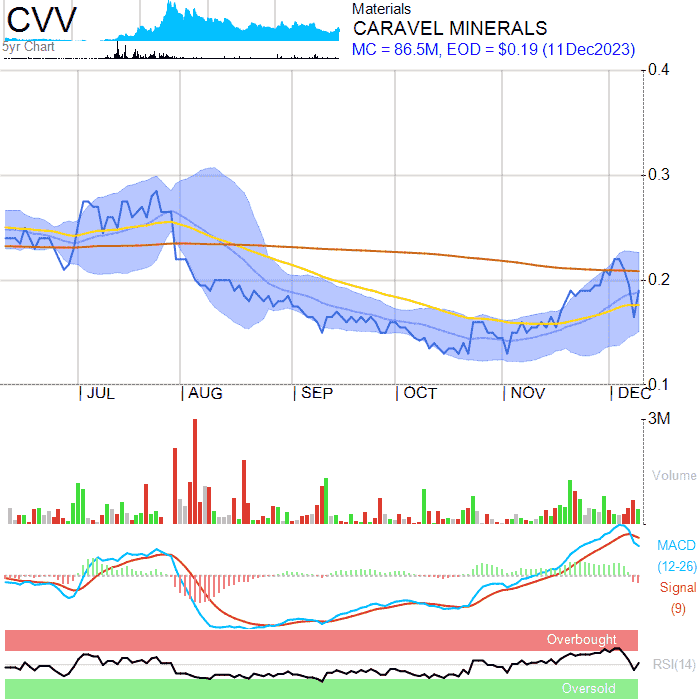 CVV
5yr Chart
Materials
CARAVEL MINERALS
MC = 86.5M, EOD = $0.19 (11Dec2023)
0.4
0.3
0.2
0.1
JUL AUG SEP OCT NOV DEC
3M
Volume
MACD
(12-26)
Signal
(9)
Overbought
RSI(14)
Oversold